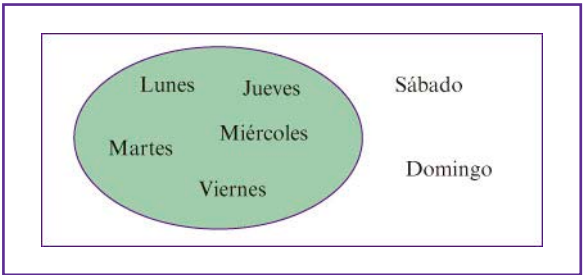 Lunes
Jueves
Sábado
Martes
Miércoles
Domingo
Viernes